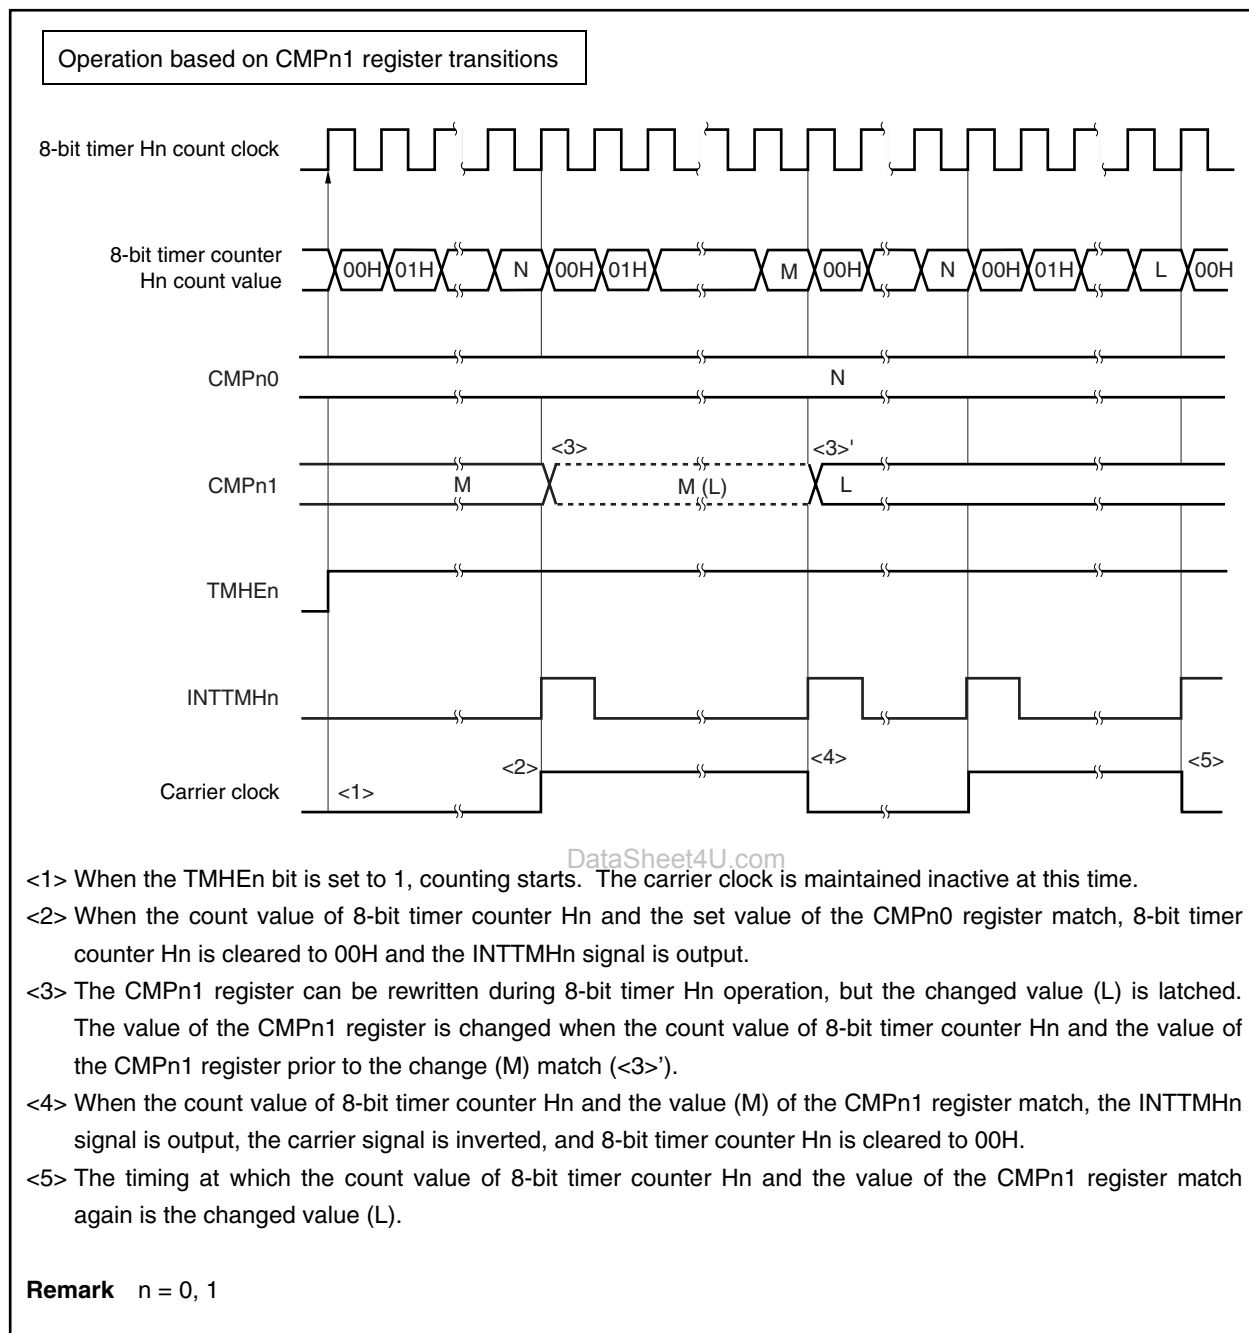 Operation based on CMPn1 register transitions
8-bit timer Hn count clock
8-bit timer counter
Hn count value
00H 01H N 00H 01H M 00H N 00H 01H L 00H
CMPn0
N
<3> <3>'
CMPn1
M M (L) L
TMHEn
INTTMHn
<2> <4> <5>
Carrier clock
<1>
DataSheet4U.com
<1> When the TMHEn bit is set to 1, counting starts. The carrier clock is maintained inactive at this time.
<2> When the count value of 8-bit timer counter Hn and the set value of the CMPn0 register match, 8-bit timer
counter Hn is cleared to 00H and the INTTMHn signal is output.
<3> The CMPn1 register can be rewritten during 8-bit timer Hn operation, but the changed value (L) is latched.
The value of the CMPn1 register is changed when the count value of 8-bit timer counter Hn and the value of
the CMPn1 register prior to the change (M) match (<3>’).
<4> When the count value of 8-bit timer counter Hn and the value (M) of the CMPn1 register match, the INTTMHn
signal is output, the carrier signal is inverted, and 8-bit timer counter Hn is cleared to 00H.
<5> The timing at which the count value of 8-bit timer counter Hn and the value of the CMPn1 register match
again is the changed value (L).
Remark n = 0, 1